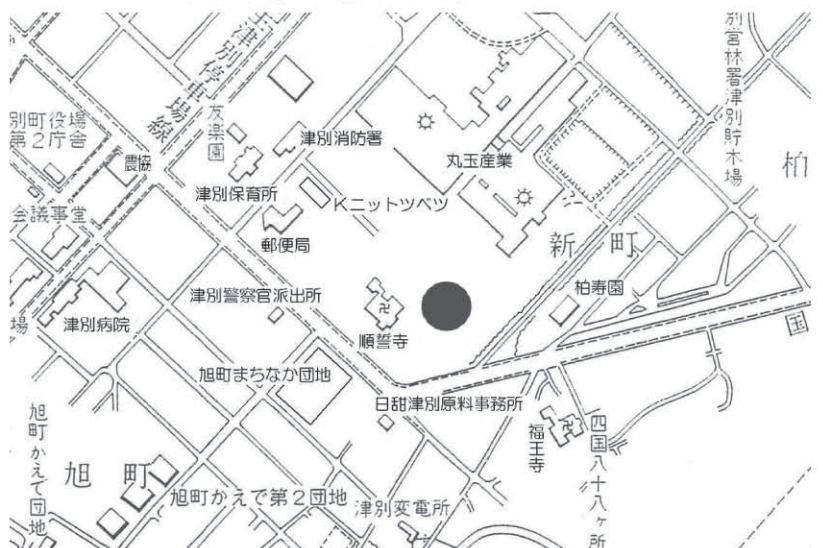 津別停車場線
友楽園
別町役場
第2庁舎
農協
会議事堂
津別消防署
津別保育所
Kニットツベツ
郵便局
丸玉産業
別営林署津別貯木場
柏
新町
柏寿園
津別警察官派出所
卍
順誓寺
津別病院
場
旭町まちなか団地
日甜津別原料事務所
国
卍
福王寺
四国八十八ヶ所
旭町かえで団地
旭町
旭町かえで第2団地
津別変電所